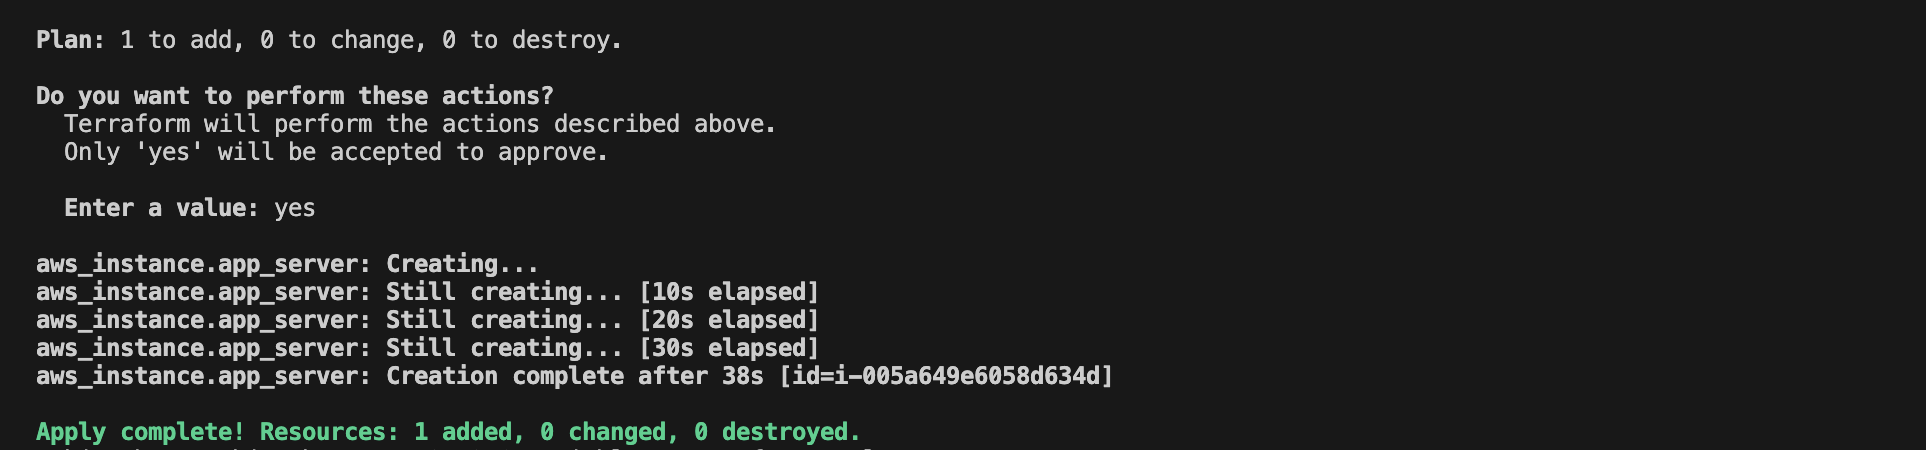 Plan: 1 to add, 0 to change, 0 to destroy.
Do you want to perform these actions?
Terraform will perform the actions described above.
Only 'yes' will be accepted to approve.
Enter a value: yes
aws_instance.app_server: Creating...
aws_instance.app_server: Still creating... [10s elapsed]
aws_instance.app_server: Still creating... [20s elapsed]
aws_instance.app_server: Still creating... [30s elapsed]
aws_instance.app_server: Creation complete after 38s [id=i-005a649e6058d634d]
Apply complete! Resources: 1 added, 0 changed, 0 destroyed.